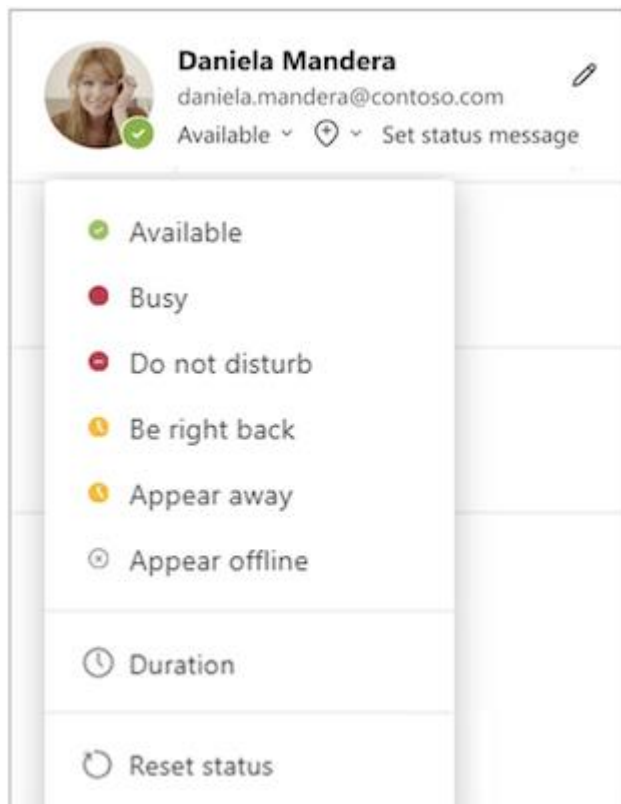 Daniela Mandera
daniela.mandera@contoso.com
Available Set status message
Available
Busy
Do not disturb
Be right back
Appear away
Appear offline
Duration
Reset status